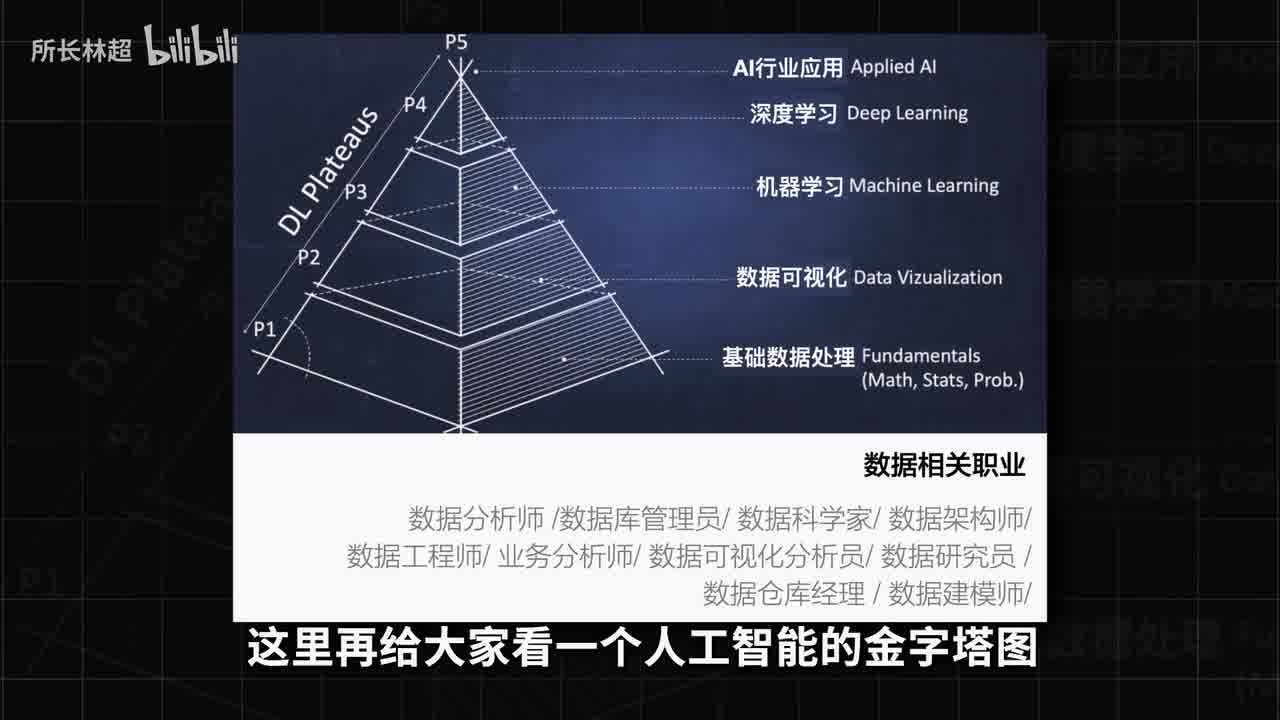 所长林超 bilibili
P5
AI行业应用 Applied AI
P4
深度学习 Deep Learning
DL Plateaus
P3
机器学习 Machine Learning
P2
数据可视化 Data Vizualization
P1
基础数据处理 Fundamentals
(Math, Stats, Prob.)
数据相关职业
数据分析师 /数据库管理员/ 数据科学家/ 数据架构师/
数据工程师/ 业务分析师/ 数据可视化分析员/ 数据研究员 /
数据仓库经理 / 数据建模师/
这里再给大家看一个人工智能的金字塔图